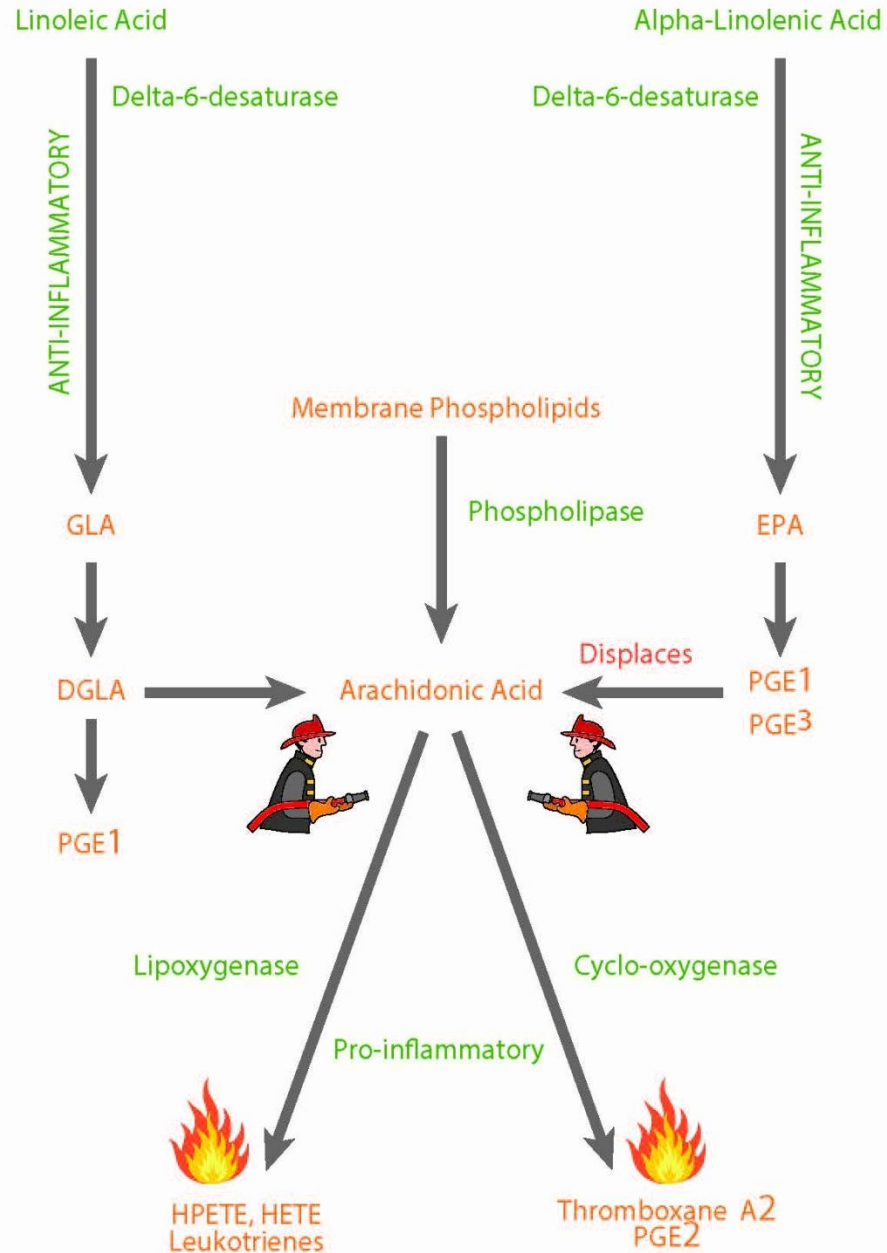 Linoleic Acid
Alpha-Linolenic Acid
Delta-6-desaturase
Delta-6-desaturase
ANTI-INFLAMMATORY
ANTI-INFLAMMATORY
Membrane Phospholipids
Phospholipase
GLA
EPA
Displaces
DGLA
Arachidonic Acid
PGE1
PGE3
PGE1
Lipoxygenase
Cyclo-oxygenase
Pro-inflammatory
HPETE, HETE
Leukotrienes
Thromboxane A2
PGE2